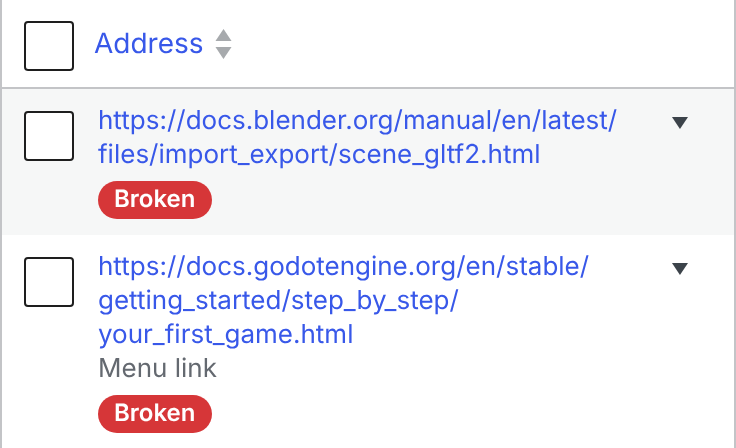 Address
https://docs.blender.org/manual/en/latest/
files/import_export/scene_gltf2.html
Broken
https://docs.godotengine.org/en/stable/
getting_started/step_by_step/
your_first_game.html
Menu link
Broken